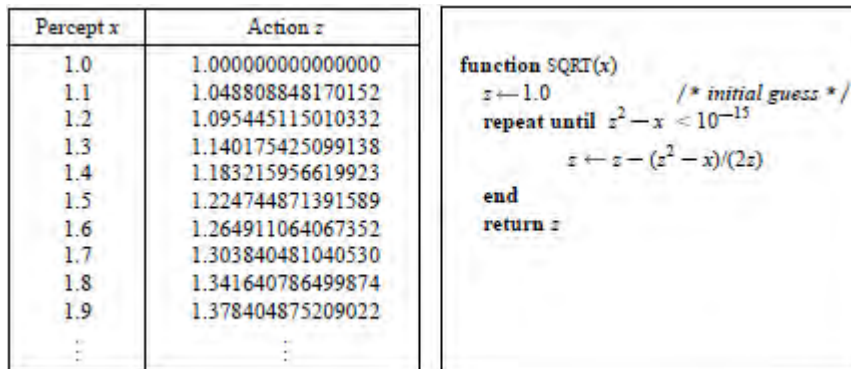 Percept x Action z
1.0 1.000000000000000
1.1 1.048808848170152
1.2 1.095445115010332
1.3 1.140175425099138
1.4 1.183215956619923
1.5 1.224744871391589
1.6 1.264911064067352
1.7 1.303840481040530
1.8 1.341640786499874
1.9 1.378404875209022
⋮ ⋮
function SQRT(x)
z ← 1.0 /* initial guess */
repeat until z² − x < 10⁻¹⁵
z ← z − (z² − x)/(2z)
end
return z